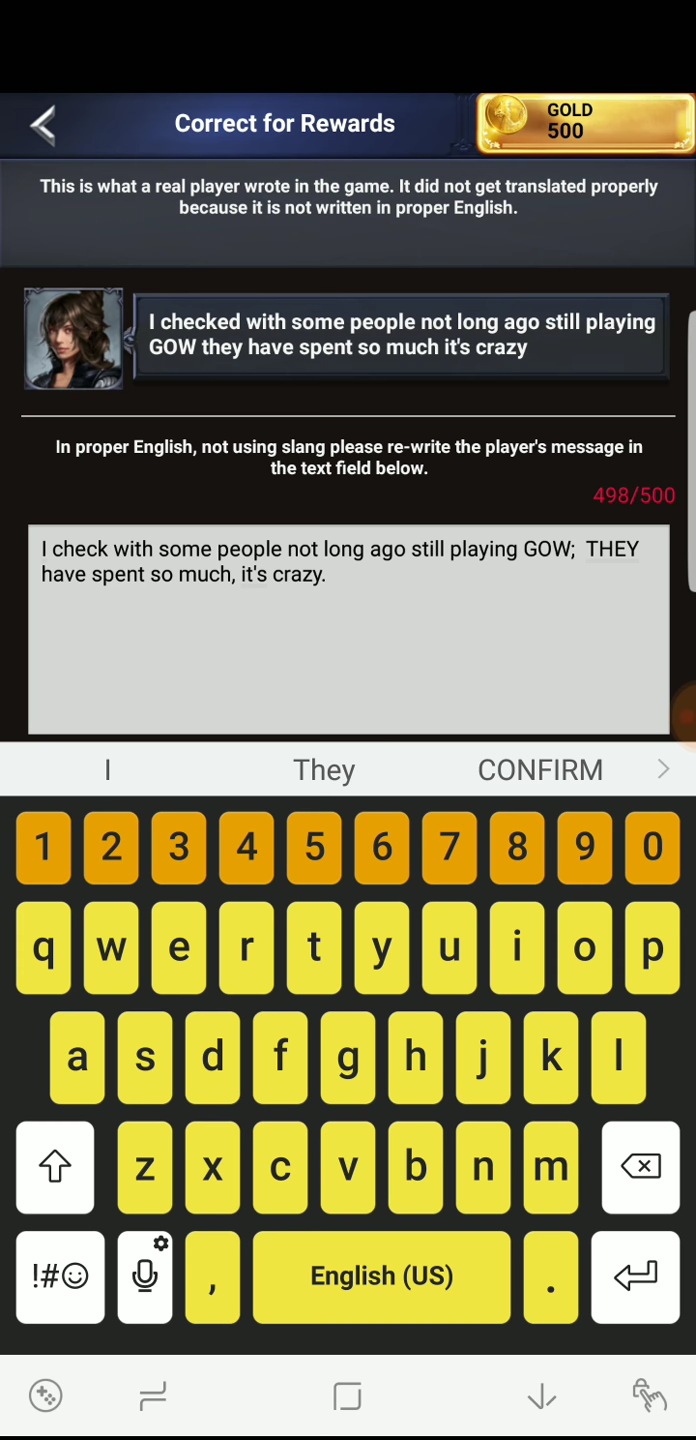 Correct for Rewards
GOLD
500
This is what a real player wrote in the game. It did not get translated properly
because it is not written in proper English.
I checked with some people not long ago still playing
GOW they have spent so much it's crazy
In proper English, not using slang please re-write the player's message in
the text field below.
498/500
I check with some people not long ago still playing GOW;  THEY
have spent so much, it's crazy.
I They CONFIRM
1 2 3 4 5 6 7 8 9 0
q w e r t y u i o p
a s d f g h j k l
z x c v b n m
!#☺ , English (US) .